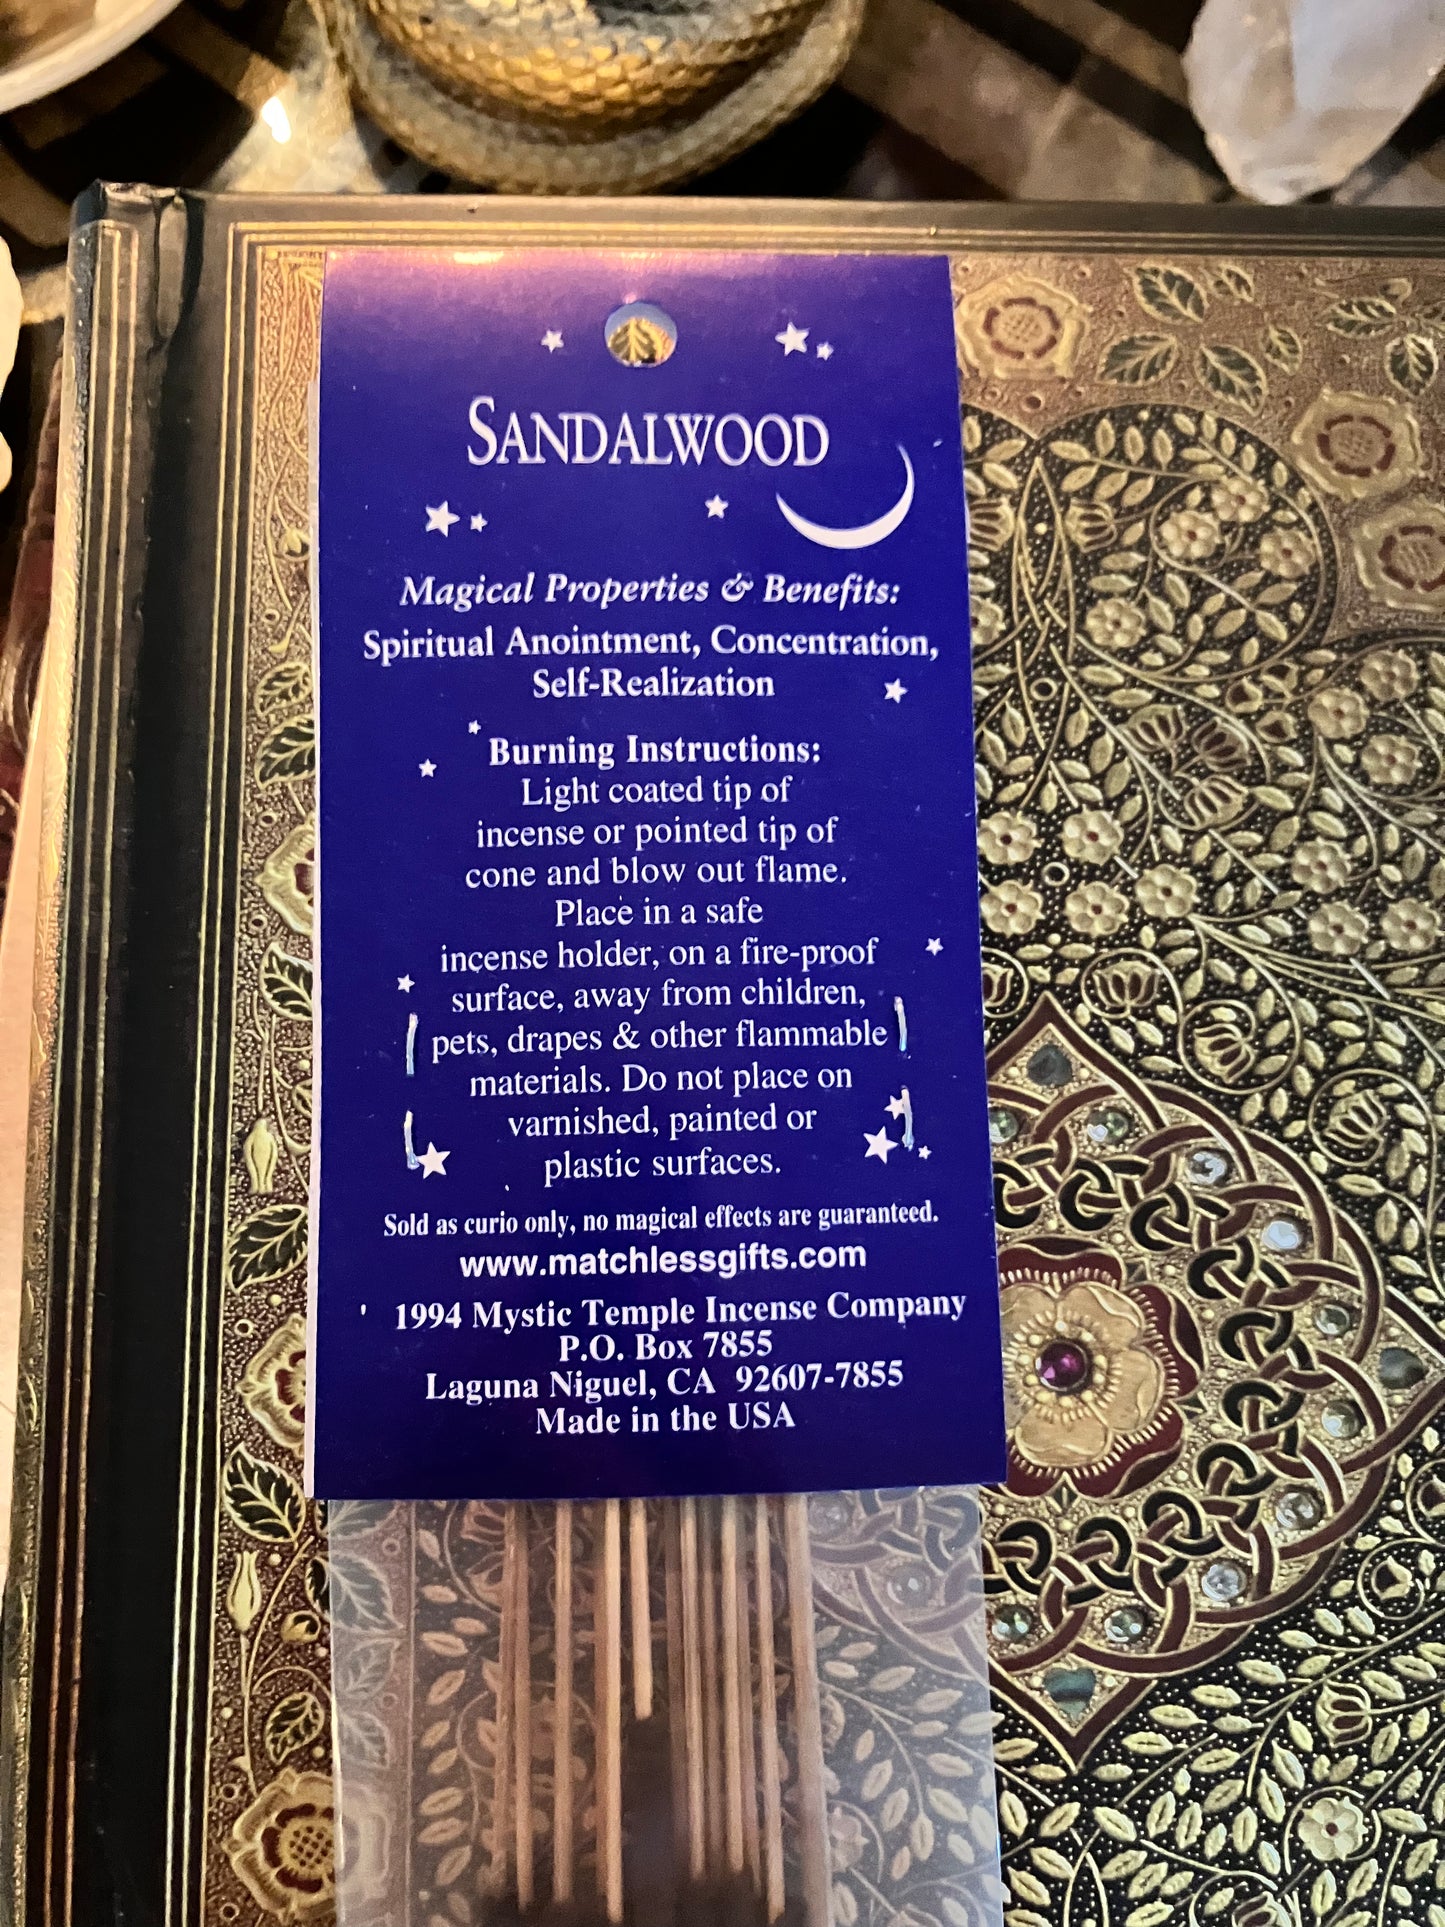 SANDALWOOD
Magical Properties & Benefits:
Spiritual Anointment, Concentration,
Self-Realization
Burning Instructions:
Light coated tip of
incense or pointed tip of
cone and blow out flame.
Place in a safe
incense holder, on a fire-proof
surface, away from children,
pets, drapes & other flammable
materials. Do not place on
varnished, painted or
plastic surfaces.
Sold as curio only, no magical effects are guaranteed.
www.matchlessgifts.com
' 1994 Mystic Temple Incense Company
P.O. Box 7855
Laguna Niguel, CA 92607-7855
Made in the USA